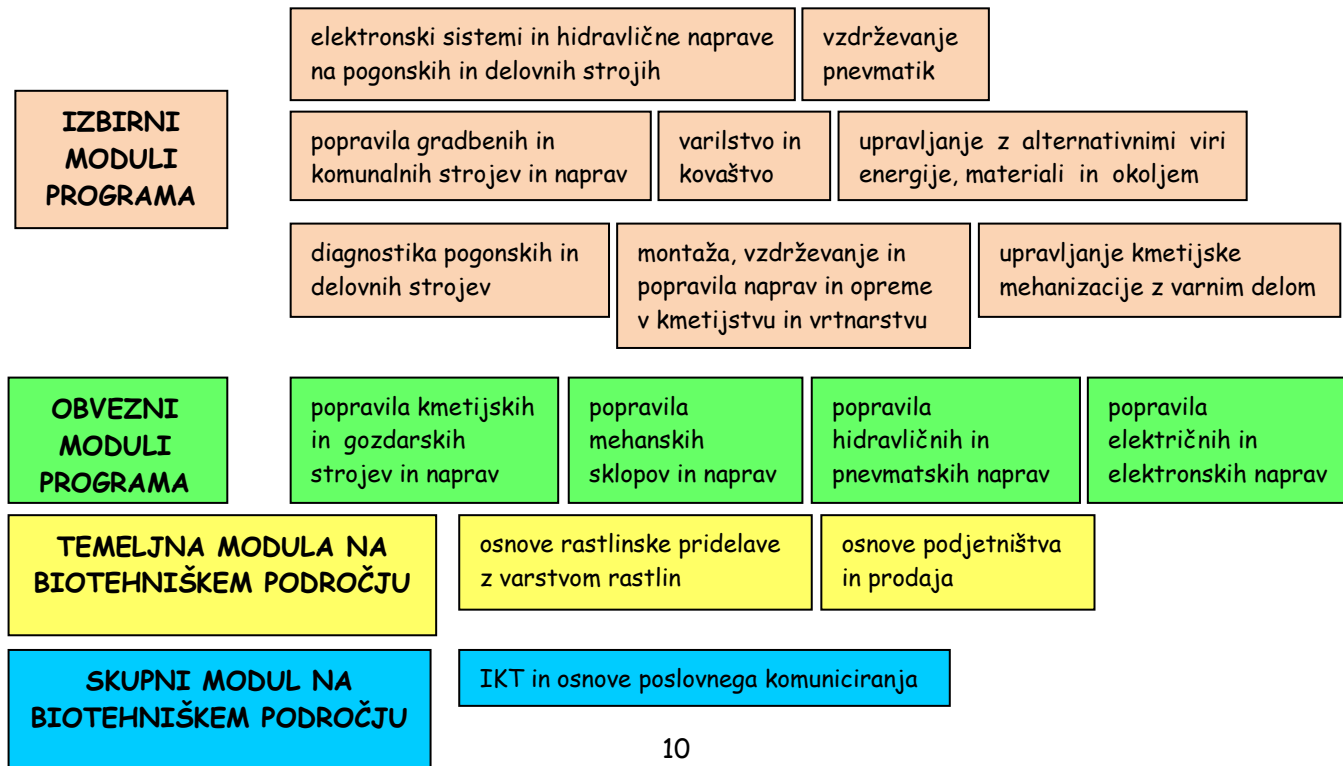 elektronski sistemi in hidravlične naprave
na pogonskih in delovnih strojih
vzdrževanje
pnevmatik
IZBIRNI
MODULI
PROGRAMA
popravila gradbenih in
komunalnih strojev in naprav
varilstvo in
kovaštvo
upravljanje z alternativnimi viri
energije, materiali in okoljem
diagnostika pogonskih in
delovnih strojev
montaža, vzdrževanje in
popravila naprav in opreme
v kmetijstvu in vrtnarstvu
upravljanje kmetijske
mehanizacije z varnim delom
OBVEZNI
MODULI
PROGRAMA
popravila kmetijskih
in gozdarskih
strojev in naprav
popravila
mehanskih
sklopov in naprav
popravila
hidravličnih in
pnevmatskih naprav
popravila
električnih in
elektronskih naprav
TEMELJNA MODULA NA
BIOTEHNIŠKEM PODROČJU
osnove rastlinske pridelave
z varstvom rastlin
osnove podjetništva
in prodaja
SKUPNI MODUL NA
BIOTEHNIŠKEM PODROČJU
IKT in osnove poslovnega komuniciranja
10